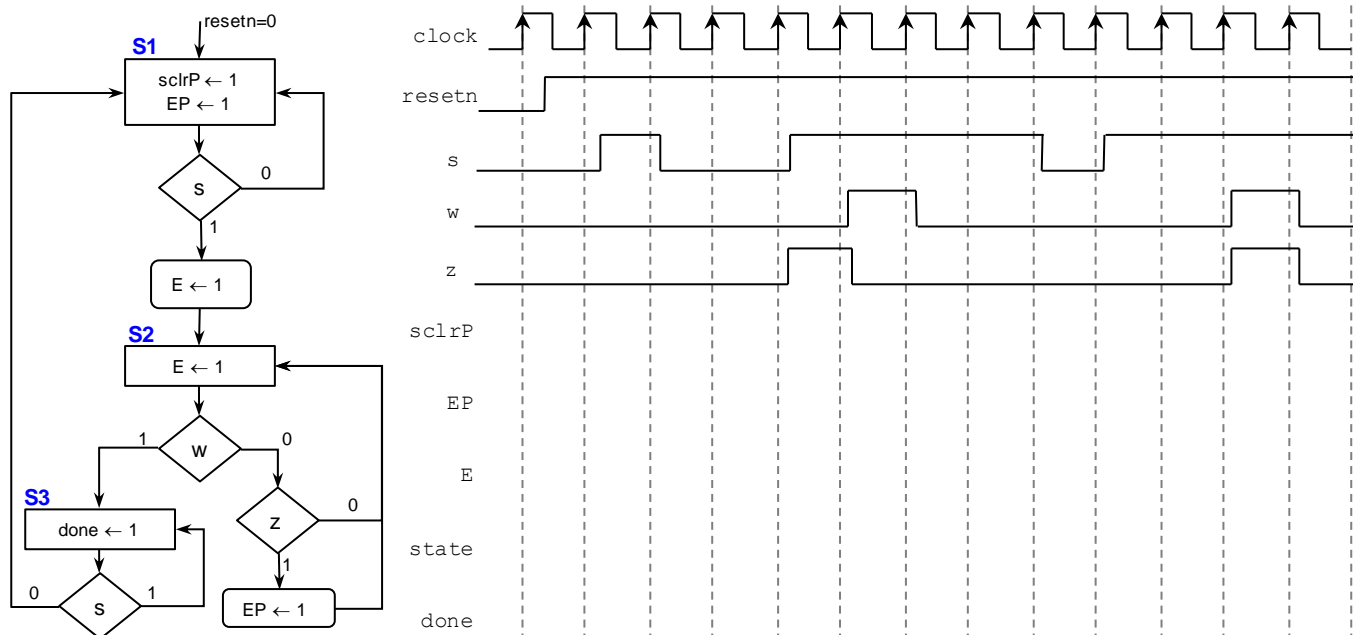 resetn=0
S1
sclrP ← 1
EP ← 1
s
0
1
E ← 1
S2
E ← 1
w
1
0
S3
done ← 1
z
0
1
s
0
1
EP ← 1
clock
resetn
s
w
z
sclrP
EP
E
state
done